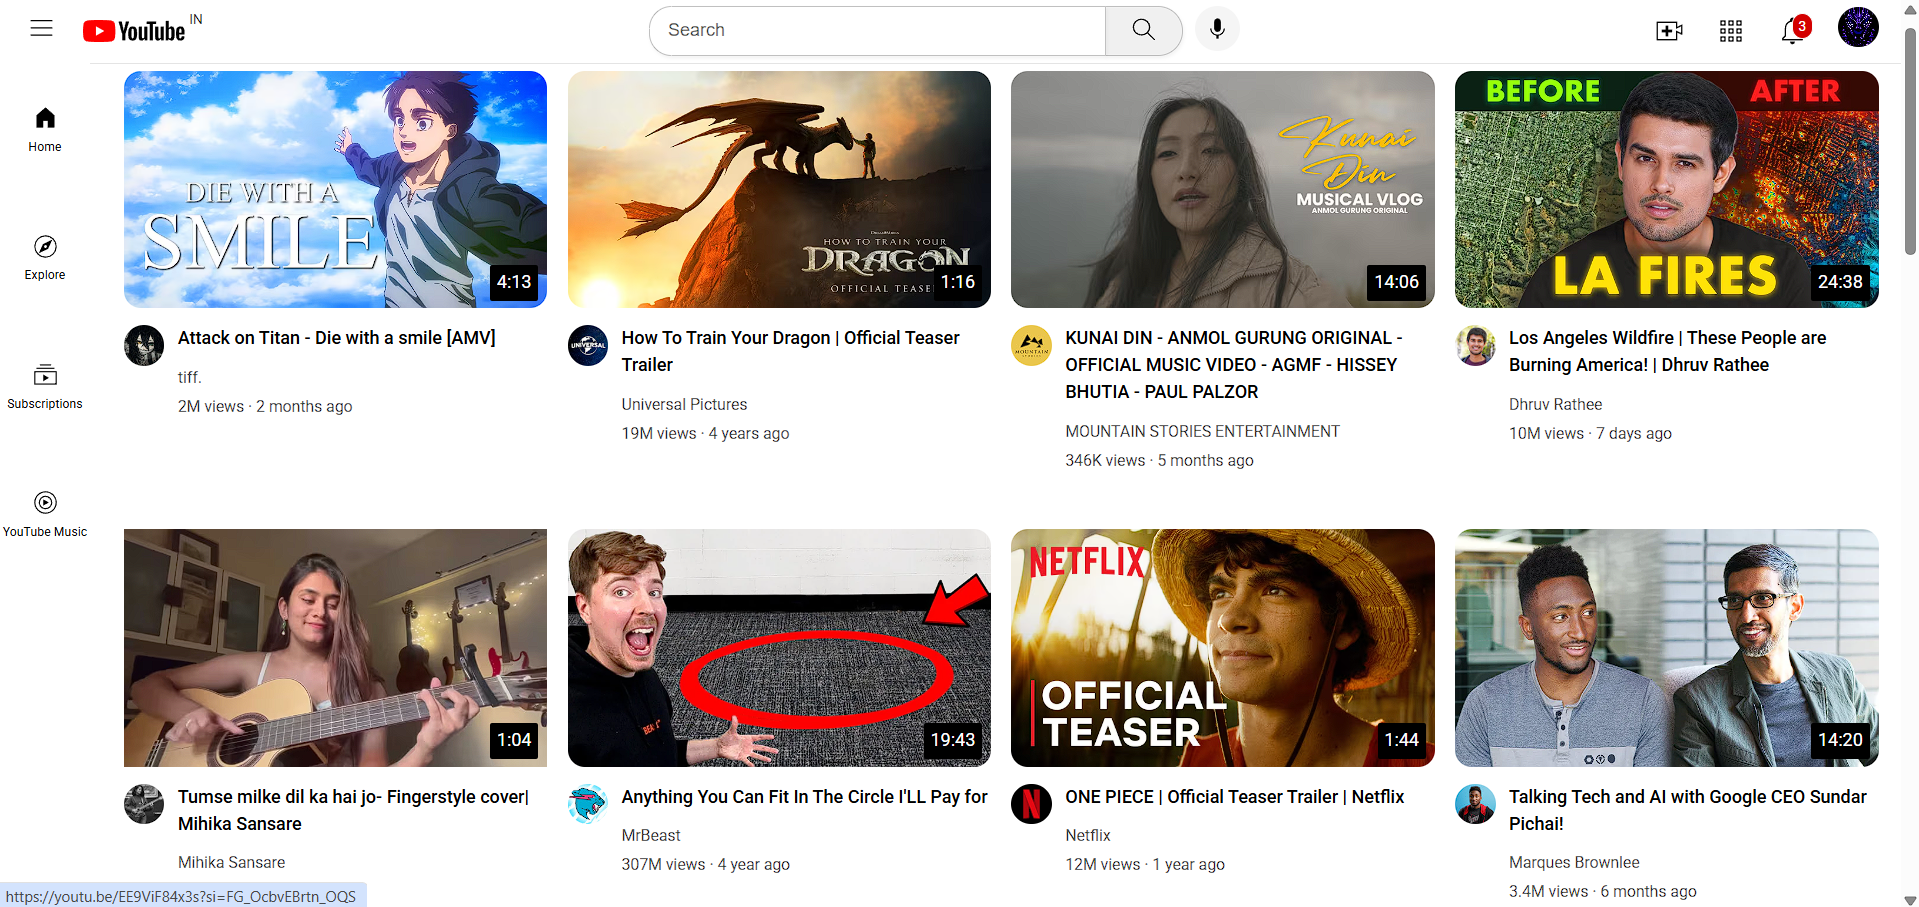 YouTube IN
Search
3
Home
Explore
Subscriptions
YouTube Music
DIE WITH A
SMILE
4:13
Attack on Titan - Die with a smile [AMV]
tiff.
2M views · 2 months ago
HOW TO TRAIN YOUR
DRAGON
OFFICIAL TEASE
1:16
UNIVERSAL
How To Train Your Dragon | Official Teaser
Trailer
Universal Pictures
19M views · 4 years ago
Kunai
Din
MUSICAL VLOG
ANMOL GURUNG ORIGINAL
14:06
MOUNTAIN
KUNAI DIN - ANMOL GURUNG ORIGINAL -
OFFICIAL MUSIC VIDEO - AGMF - HISSEY
BHUTIA - PAUL PALZOR
MOUNTAIN STORIES ENTERTAINMENT
346K views · 5 months ago
BEFORE
AFTER
LA FIRES
24:38
Los Angeles Wildfire | These People are
Burning America! | Dhruv Rathee
Dhruv Rathee
10M views · 7 days ago
1:04
Tumse milke dil ka hai jo- Fingerstyle cover|
Mihika Sansare
Mihika Sansare
19:43
Anything You Can Fit In The Circle I'LL Pay for
MrBeast
307M views · 4 year ago
NETFLIX
OFFICIAL
TEASER
1:44
N
ONE PIECE | Official Teaser Trailer | Netflix
Netflix
12M views · 1 year ago
14:20
Talking Tech and AI with Google CEO Sundar
Pichai!
Marques Brownlee
3.4M views · 6 months ago
https://youtu.be/EE9ViF84x3s?si=FG_OcbvEBrtn_OQS